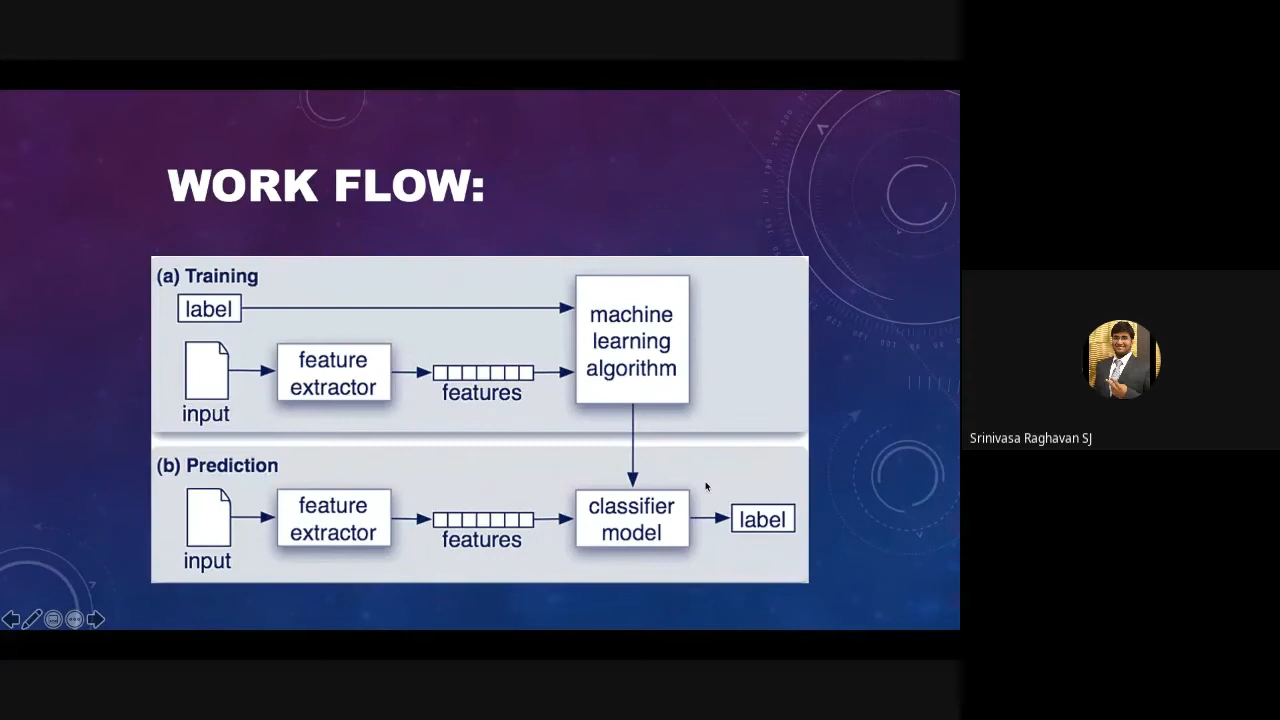 WORK FLOW:
(a) Training
label
machine
learning
algorithm
feature
extractor
features
input
(b) Prediction
feature
extractor
features
input
classifier
model
label
Srinivasa Raghavan SJ